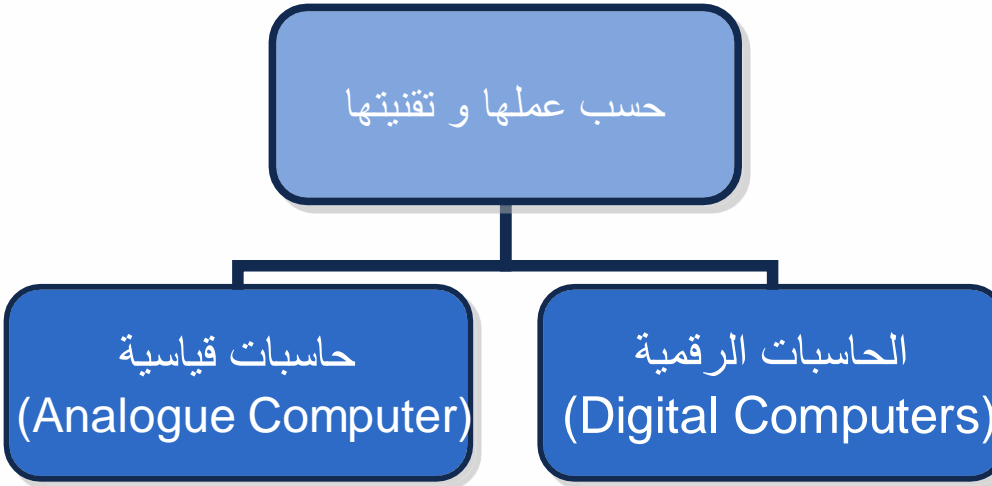 حسب عملها و تقنيتها
الحاسبات الرقمية
(Digital Computers)
حاسبات قياسية
(Analogue Computer)